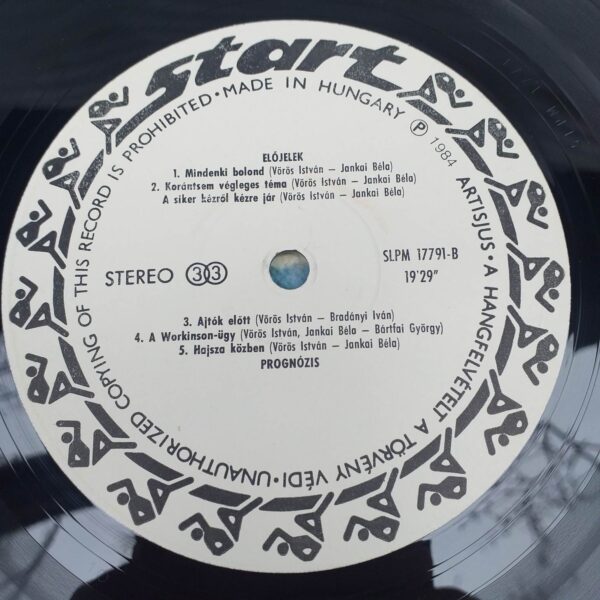 start
UNAUTHORIZED COPYING OF THIS RECORD IS PROHIBITED · MADE IN HUNGARY Ⓟ 1984 ARTISJUS · A HANGFELVÉTELT A TÖRVÉNY VÉDI ·
ELŐJELEK
1. Mindenki bolond (Vörös István – Jankai Béla)
2. Korántsem végleges téma (Vörös István – Jankai Béla)
A siker kézről kézre jár (Vörös István – Jankai Béla)
STEREO 33
SLPM 17791-B
19'29"
3. Ajtók előtt (Vörös István – Bradányi Iván)
4. A Workinson-ügy (Vörös István, Jankai Béla – Bártfai György)
5. Hajsza közben (Vörös István – Jankai Béla)
PROGNÓZIS